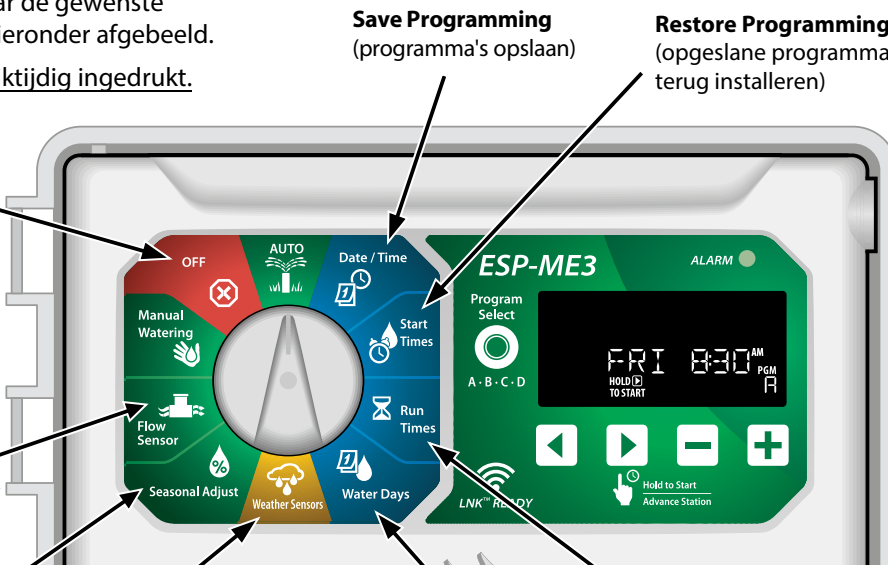 ar de gewenste
ieronder afgebeeld.
ktijdig ingedrukt.
Save Programming
(programma's opslaan)
Restore Programming
(opgeslane programma
terug installeren)
OFF
AUTO
Date / Time
Manual
Watering
Start
Times
Flow
Sensor
Run
Times
Seasonal Adjust
Weather Sensors
Water Days
ESP-ME3
ALARM
Program
Select
A · B · C · D
FRI 8:30 AM
HOLD
TO START
PGM
A
LNK™ READY
Hold to Start
Advance Station